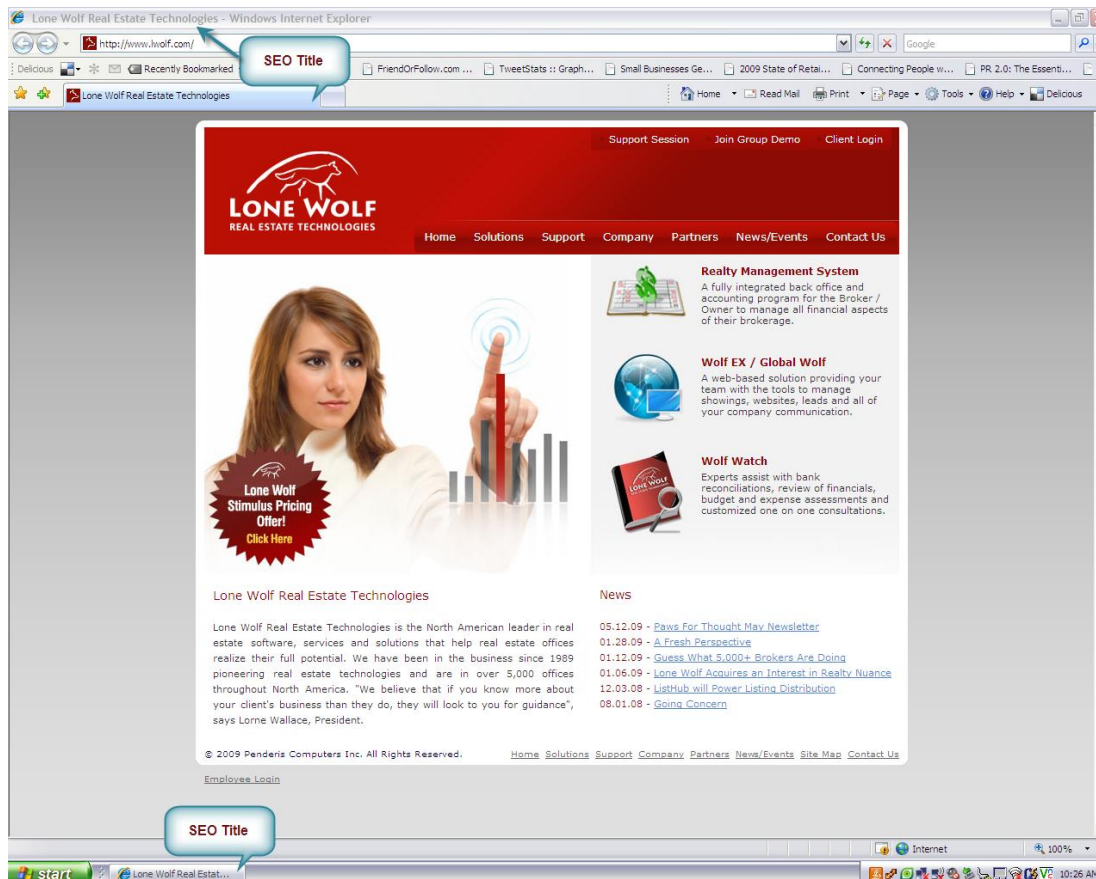 Lone Wolf Real Estate Technologies - Windows Internet Explorer
http://www.lwolf.com/
Google
SEO Title
Delicious Recently Bookmarked FriendOrFollow.com ... TweetStats :: Graph... Small Businesses Ge... 2009 State of Retai... Connecting People w... PR 2.0: The Essenti...
Lone Wolf Real Estate Technologies
Home Read Mail Print Page Tools Help Delicious
Support Session Join Group Demo Client Login
LONE WOLF
REAL ESTATE TECHNOLOGIES
Home Solutions Support Company Partners News/Events Contact Us
Realty Management System
A fully integrated back office and
accounting program for the Broker /
Owner to manage all financial aspects
of their brokerage.
Wolf EX / Global Wolf
A web-based solution providing your
team with the tools to manage
showings, websites, leads and all of
your company communication.
Wolf Watch
Experts assist with bank
reconciliations, review of financials,
budget and expense assessments and
customized one on one consultations.
LONE WOLF
Lone Wolf
Stimulus Pricing
Offer!
Click Here
Lone Wolf Real Estate Technologies
Lone Wolf Real Estate Technologies is the North American leader in real
estate software, services and solutions that help real estate offices
realize their full potential. We have been in the business since 1989
pioneering real estate technologies and are in over 5,000 offices
throughout North America. "We believe that if you know more about
your client's business than they do, they will look to you for guidance",
says Lorne Wallace, President.
News
05.12.09 - Paws For Thought May Newsletter
01.28.09 - A Fresh Perspective
01.12.09 - Guess What 5,000+ Brokers Are Doing
01.06.09 - Lone Wolf Acquires an Interest in Realty Nuance
12.03.08 - ListHub will Power Listing Distribution
08.01.08 - Going Concern
© 2009 Penderis Computers Inc. All Rights Reserved.
Home Solutions Support Company Partners News/Events Site Map Contact Us
Employee Login
SEO Title
Internet 100%
start
Lone Wolf Real Estat...
10:26 AM